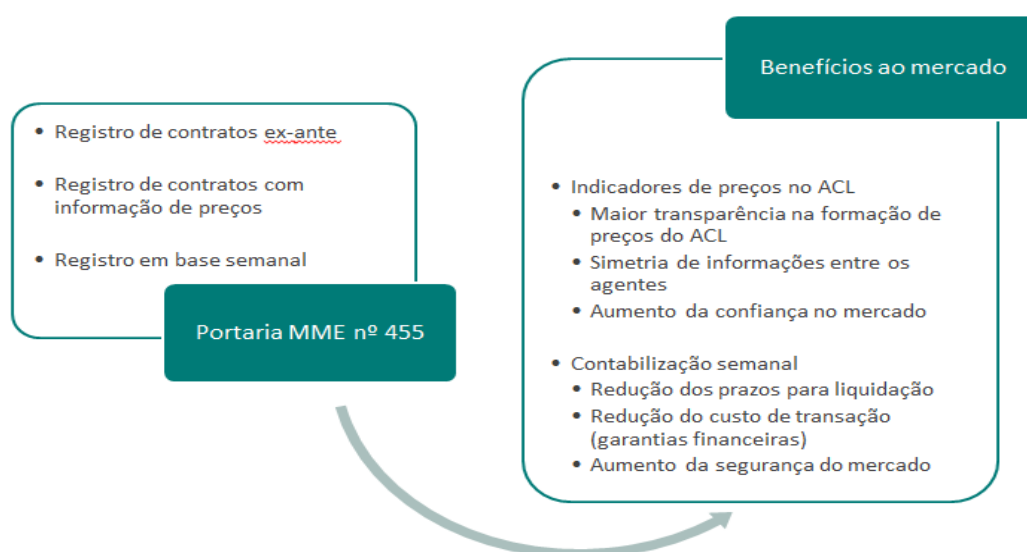 • Registro de contratos ex-ante
• Registro de contratos com
informação de preços
• Registro em base semanal
Portaria MME nº 455
Benefícios ao mercado
• Indicadores de preços no ACL
• Maior transparência na formação de
preços do ACL
• Simetria de informações entre os
agentes
• Aumento da confiança no mercado
• Contabilização semanal
• Redução dos prazos para liquidação
• Redução do custo de transação
(garantias financeiras)
• Aumento da segurança do mercado